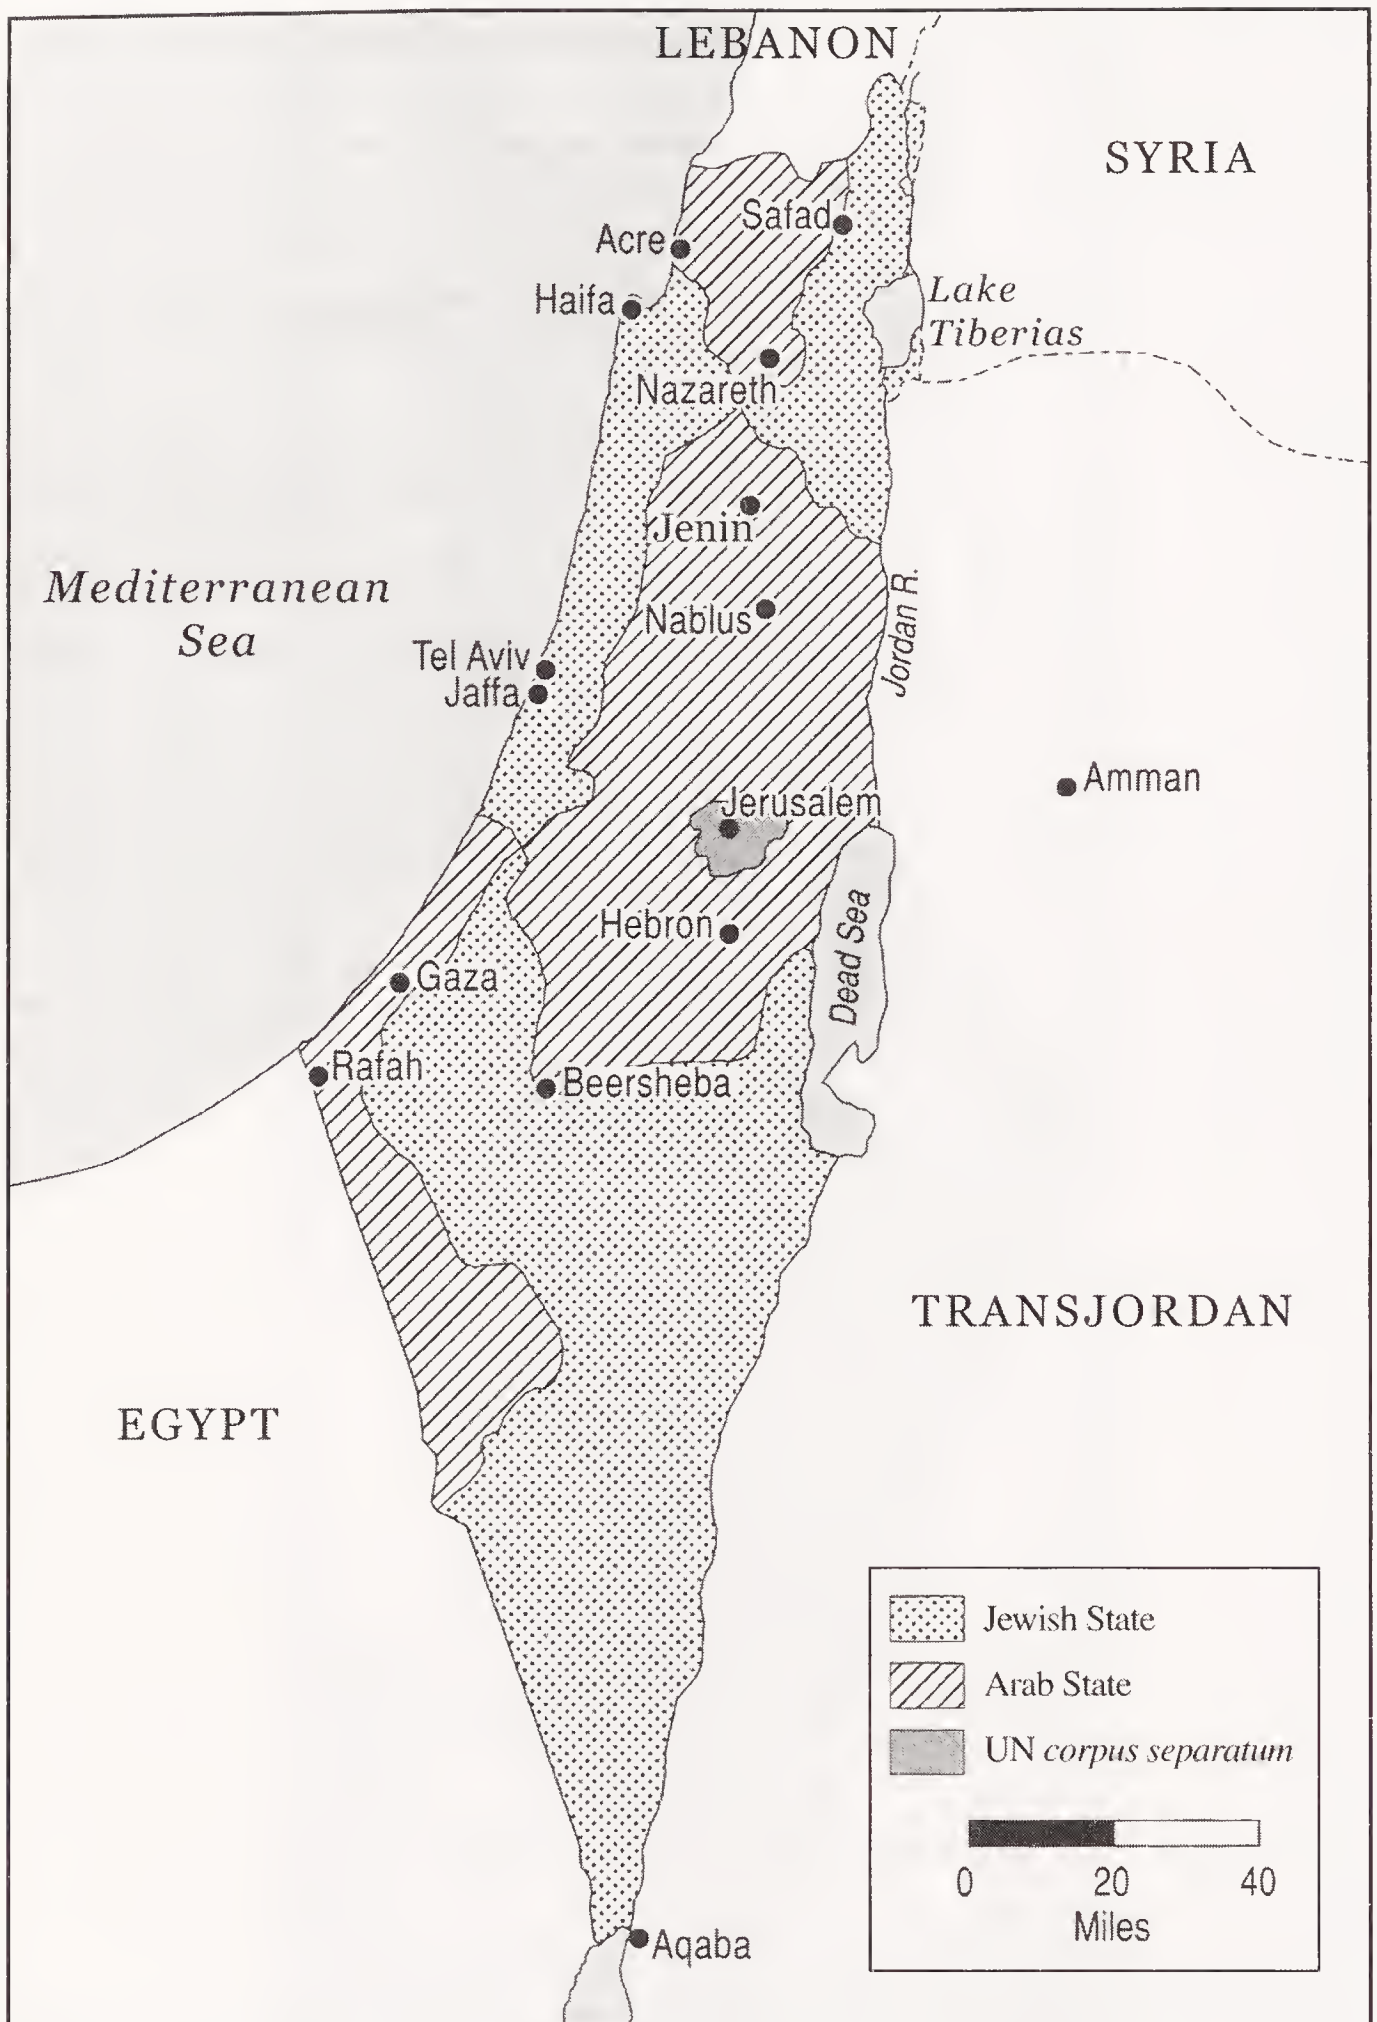 LEBANON
SYRIA
Safad
Acre
Haifa
Lake
Tiberias
Nazareth
Jenin
Mediterranean
Sea
Nablus
Jordan R.
Tel Aviv
Jaffa
Amman
Jerusalem
Hebron
Dead Sea
Gaza
Rafah
Beersheba
TRANSJORDAN
EGYPT
Jewish State
Arab State
UN corpus separatum
0 20 40
Miles
Aqaba